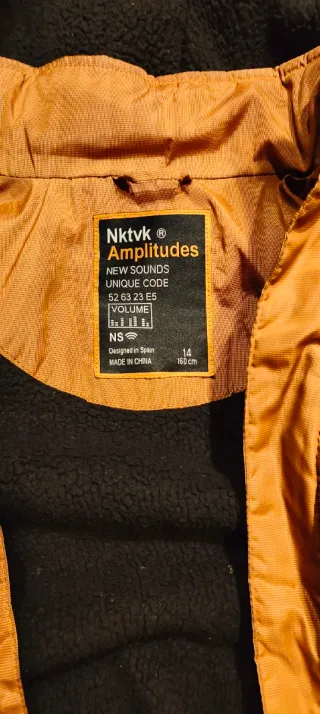 Nktvk ®
Amplitudes
NEW SOUNDS
UNIQUE CODE
52 63 23 E5
VOLUME
NS
Designed in Spain 14
MADE IN CHINA 160 cm